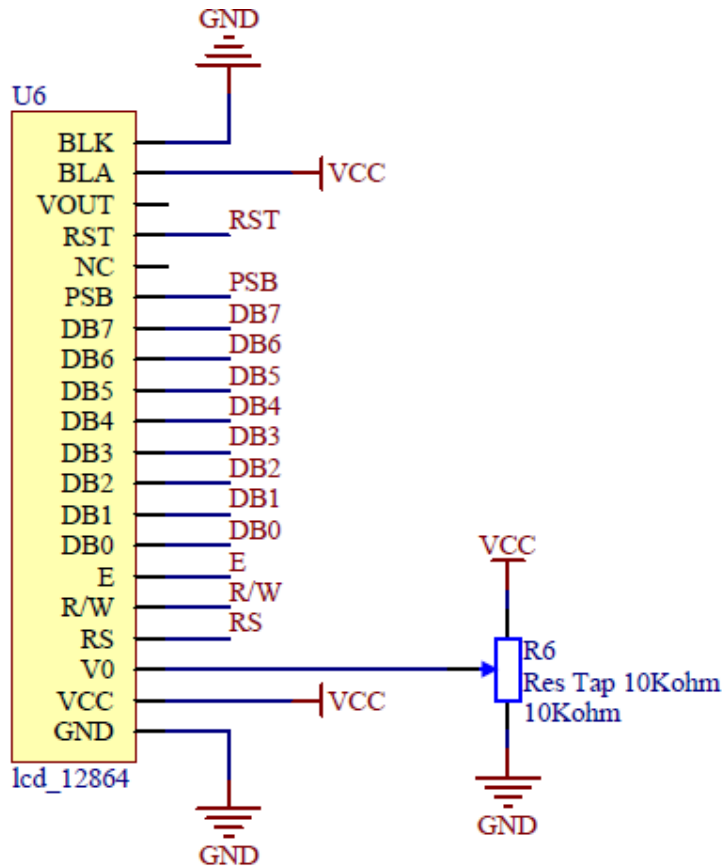 GND
U6
BLK
BLA VCC
VOUT
RST RST
NC
PSB PSB
DB7 DB7
DB6 DB6
DB5 DB5
DB4 DB4
DB3 DB3
DB2 DB2
DB1 DB1
DB0 DB0
E E
R/W R/W
RS RS
V0
VCC VCC
GND
lcd_12864
GND
VCC
R6
Res Tap 10Kohm
10Kohm
GND